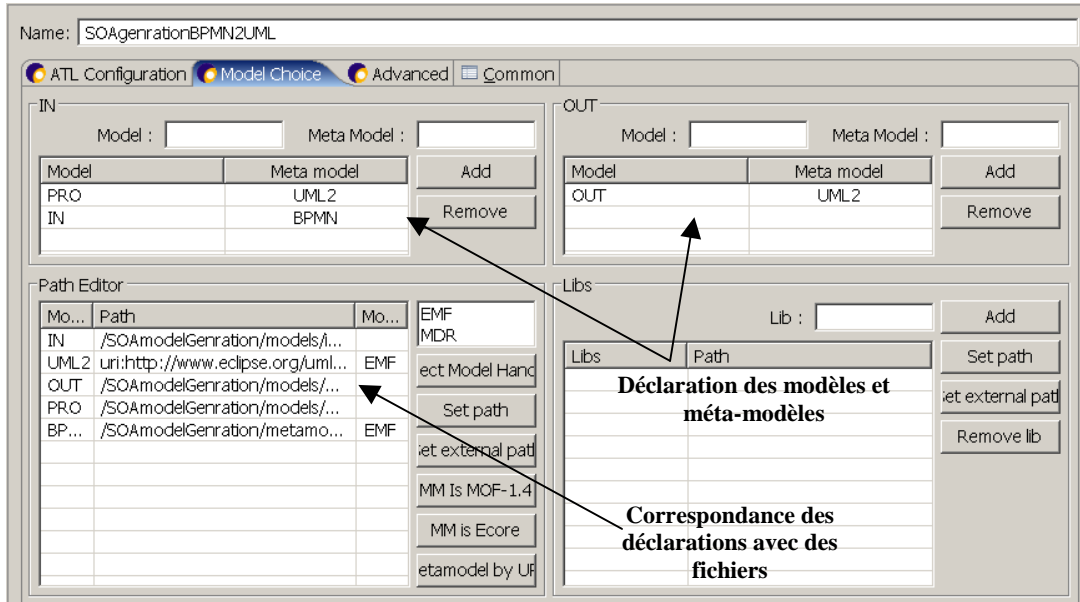 Name: SOAgenrationBPMN2UML
ATL Configuration Model Choice Advanced Common
IN
Model : Meta Model :
Model Meta model
PRO UML2
IN BPMN
Add
Remove
OUT
Model : Meta Model :
Model Meta model
OUT UML2
Add
Remove
Path Editor
Mo... Path Mo...
IN /SOAmodelGenration/models/i...
UML2 uri:http://www.eclipse.org/uml... EMF
OUT /SOAmodelGenration/models/...
PRO /SOAmodelGenration/models/...
BP... /SOAmodelGenration/metamo... EMF
EMF
MDR
ect Model Hand
Set path
et external patl
MM Is MOF-1.4
MM is Ecore
etamodel by UF
Libs
Lib :
Libs Path
Add
Set path
et external patl
Remove lib
Déclaration des modèles et
méta-modèles
Correspondance des
déclarations avec des
fichiers